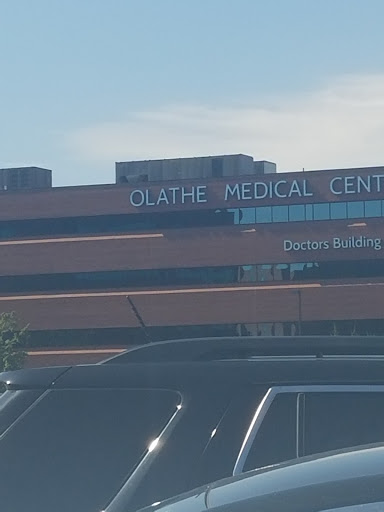 OLATHE MEDICAL CENT
Doctors Building